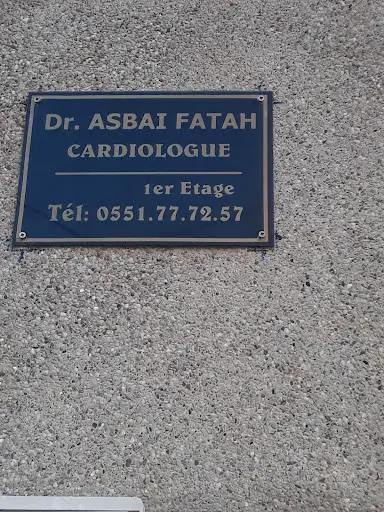 Dr. ASBAI FATAH
CARDIOLOGUE
1er Etage
Tél: 0551.77.72.57